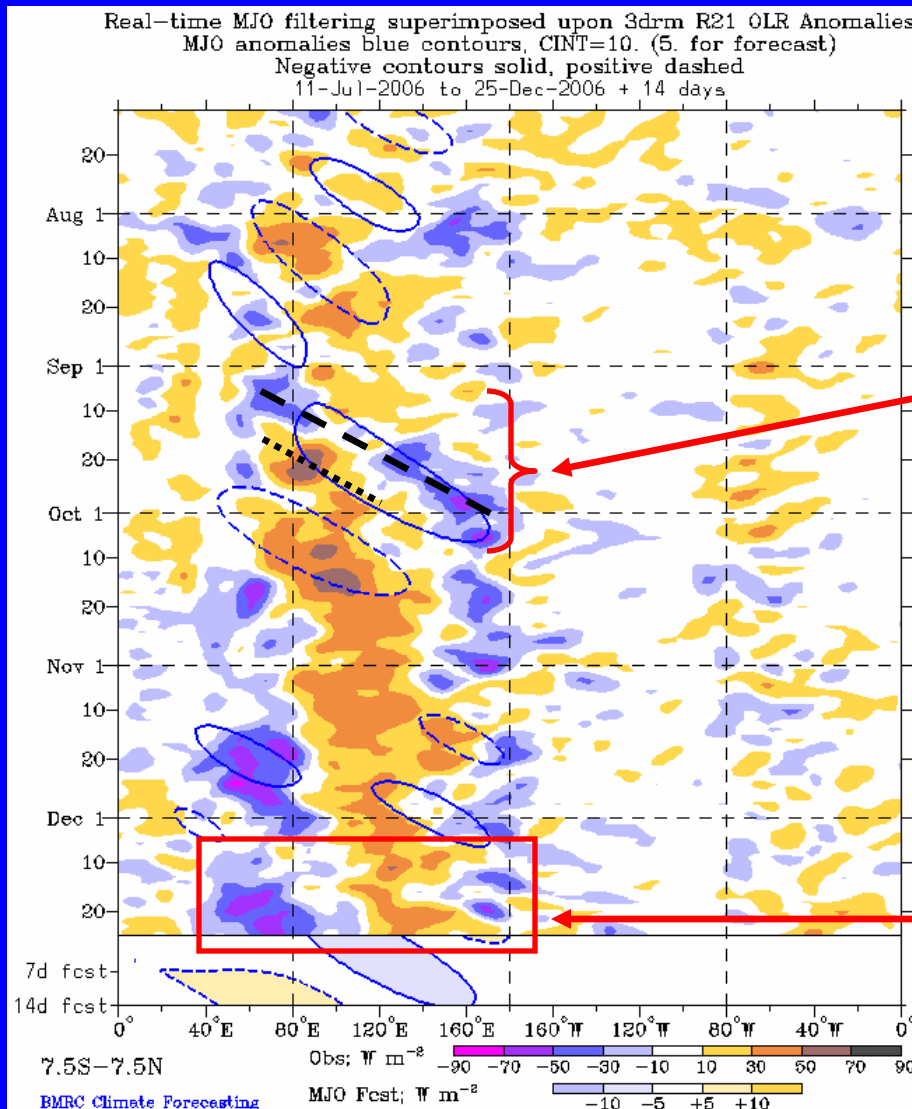 Real-time MJO filtering superimposed upon 3drm R21 OLR Anomalies
MJO anomalies blue contours, CINT=10. (5. for forecast)
Negative contours solid, positive dashed
11-Jul-2006 to 25-Dec-2006 + 14 days
20
Aug 1
10
20
Sep 1
10
20
Oct 1
10
20
Nov 1
10
20
Dec 1
10
20
7d fcst
14d fcst
0° 40°E 80°E 120°E 160°E 160°W 120°W 80°W 40°W 0°
7.5S-7.5N
Obs; W m⁻² -90 -70 -50 -30 -10 10 30 50 70 90
BMRC Climate Forecasting
MJO Fcst; W m⁻² -10 -5 +5 +10